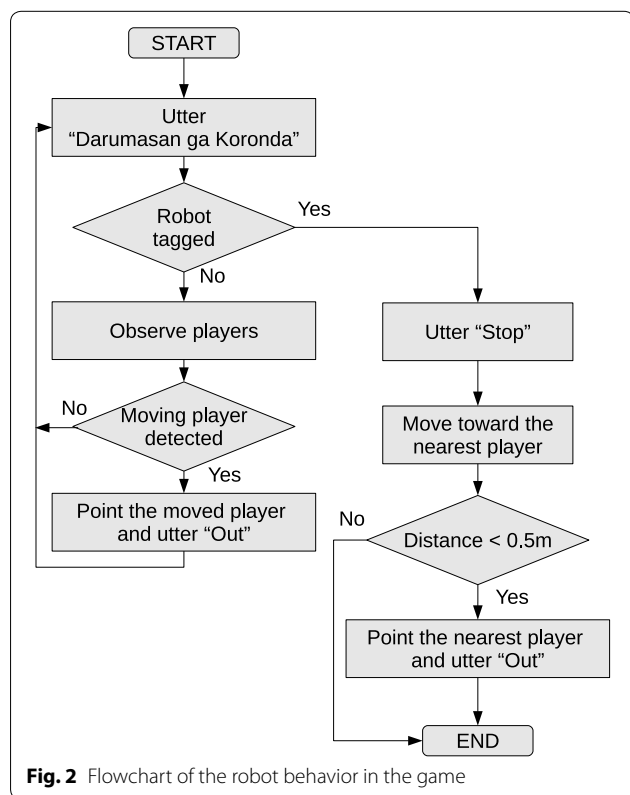 START
Utter
“Darumasan ga Koronda”
Robot
tagged
Yes
No
Observe players
Utter “Stop”
No
Moving player
detected
Yes
Move toward the
nearest player
Point the moved player
and utter “Out”
No
Distance < 0.5m
Yes
Point the nearest player
and utter “Out”
END
Fig. 2 Flowchart of the robot behavior in the game